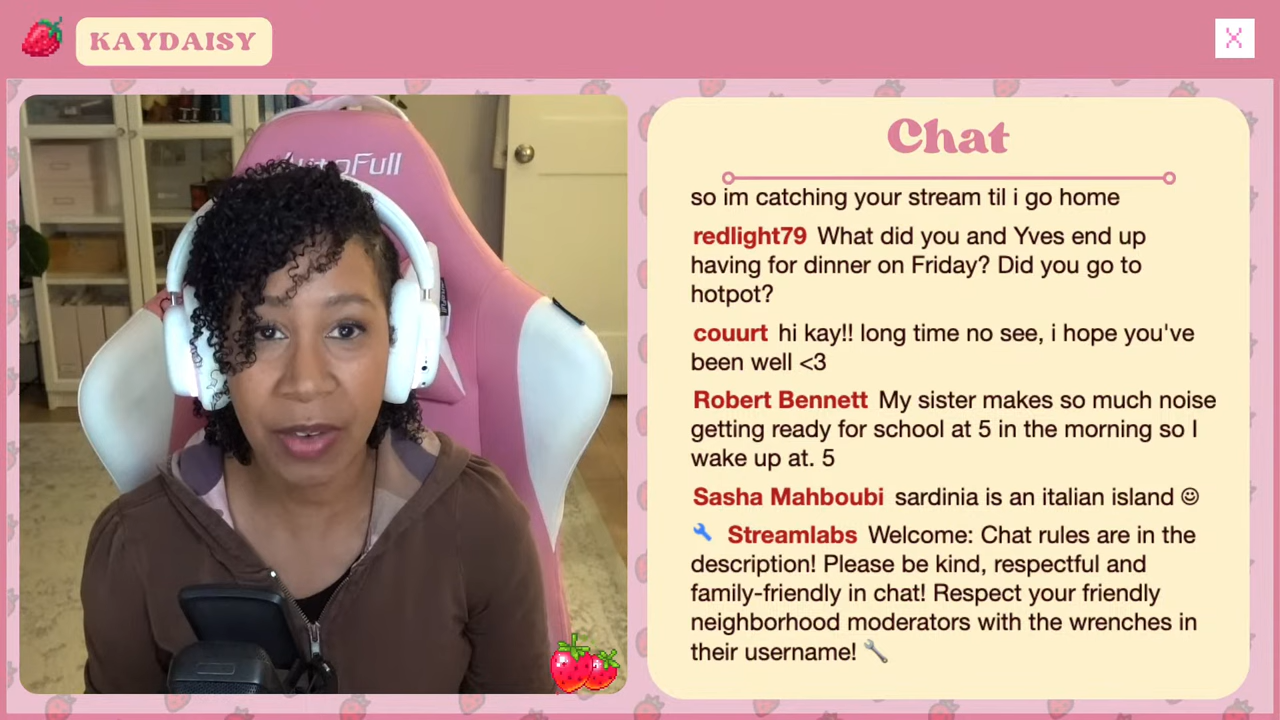 KAYDAISY
AutoFull
Chat
so im catching your stream til i go home
redlight79 What did you and Yves end up
having for dinner on Friday? Did you go to
hotpot?
couurt hi kay!! long time no see, i hope you've
been well <3
Robert Bennett My sister makes so much noise
getting ready for school at 5 in the morning so I
wake up at. 5
Sasha Mahboubi sardinia is an italian island ☺
🔧 Streamlabs Welcome: Chat rules are in the
description! Please be kind, respectful and
family-friendly in chat! Respect your friendly
neighborhood moderators with the wrenches in
their username! 🔧